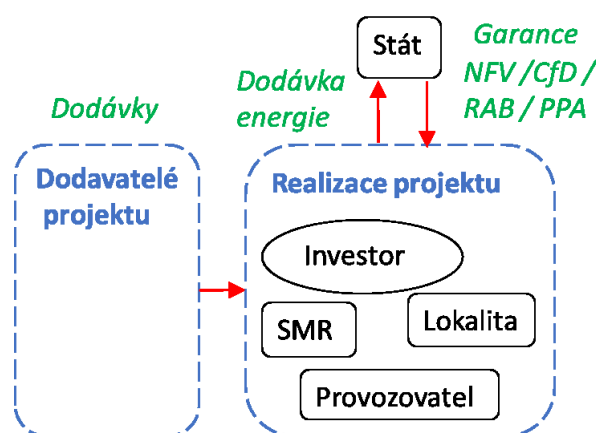 Stát
Garance
NFV /CfD /
RAB / PPA
Dodávka
energie
Dodávky
Dodavatelé
projektu
Realizace projektu
Investor
SMR
Lokalita
Provozovatel